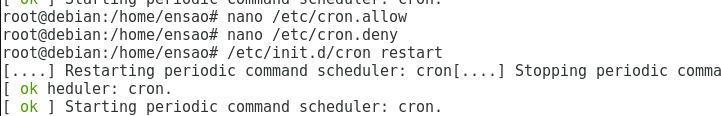 [ ok ] Starting periodic command scheduler: cron.
root@debian:/home/ensao# nano /etc/cron.allow
root@debian:/home/ensao# nano /etc/cron.deny
root@debian:/home/ensao# /etc/init.d/cron restart
[....] Restarting periodic command scheduler: cron[....] Stopping periodic comma
[ ok heduler: cron.
[ ok ] Starting periodic command scheduler: cron.